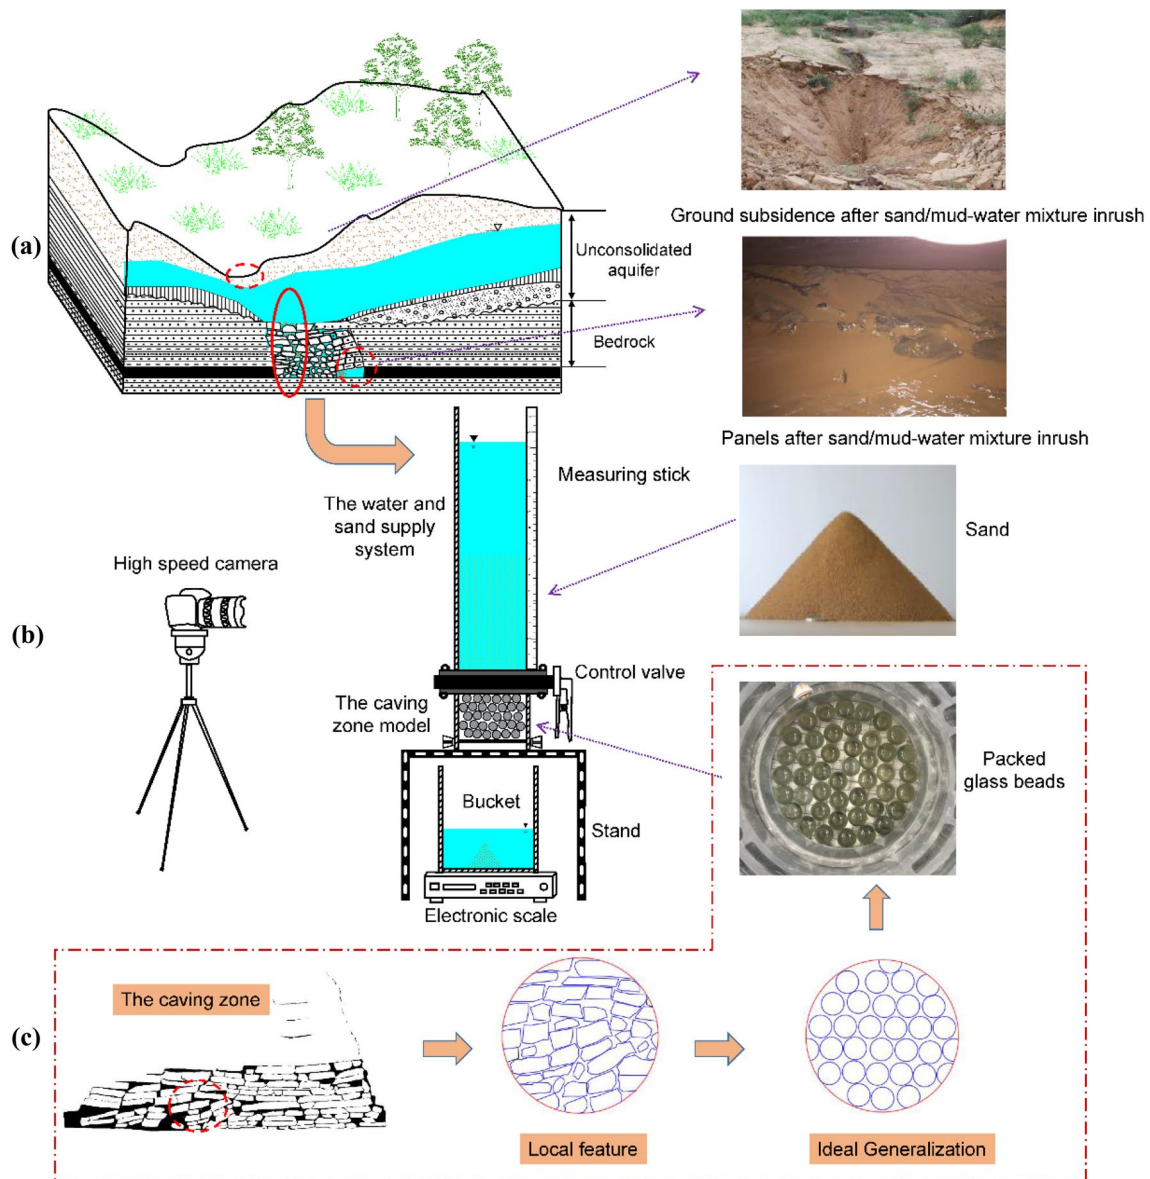 Ground subsidence after sand/mud-water mixture inrush
(a)
Unconsolidated
aquifer
Bedrock
Panels after sand/mud-water mixture inrush
Measuring stick
The water and
sand supply
system
Sand
High speed camera
(b)
Control valve
The caving
zone model
Packed
glass beads
Bucket
Stand
Electronic scale
The caving zone
(c)
Local feature
Ideal Generalization